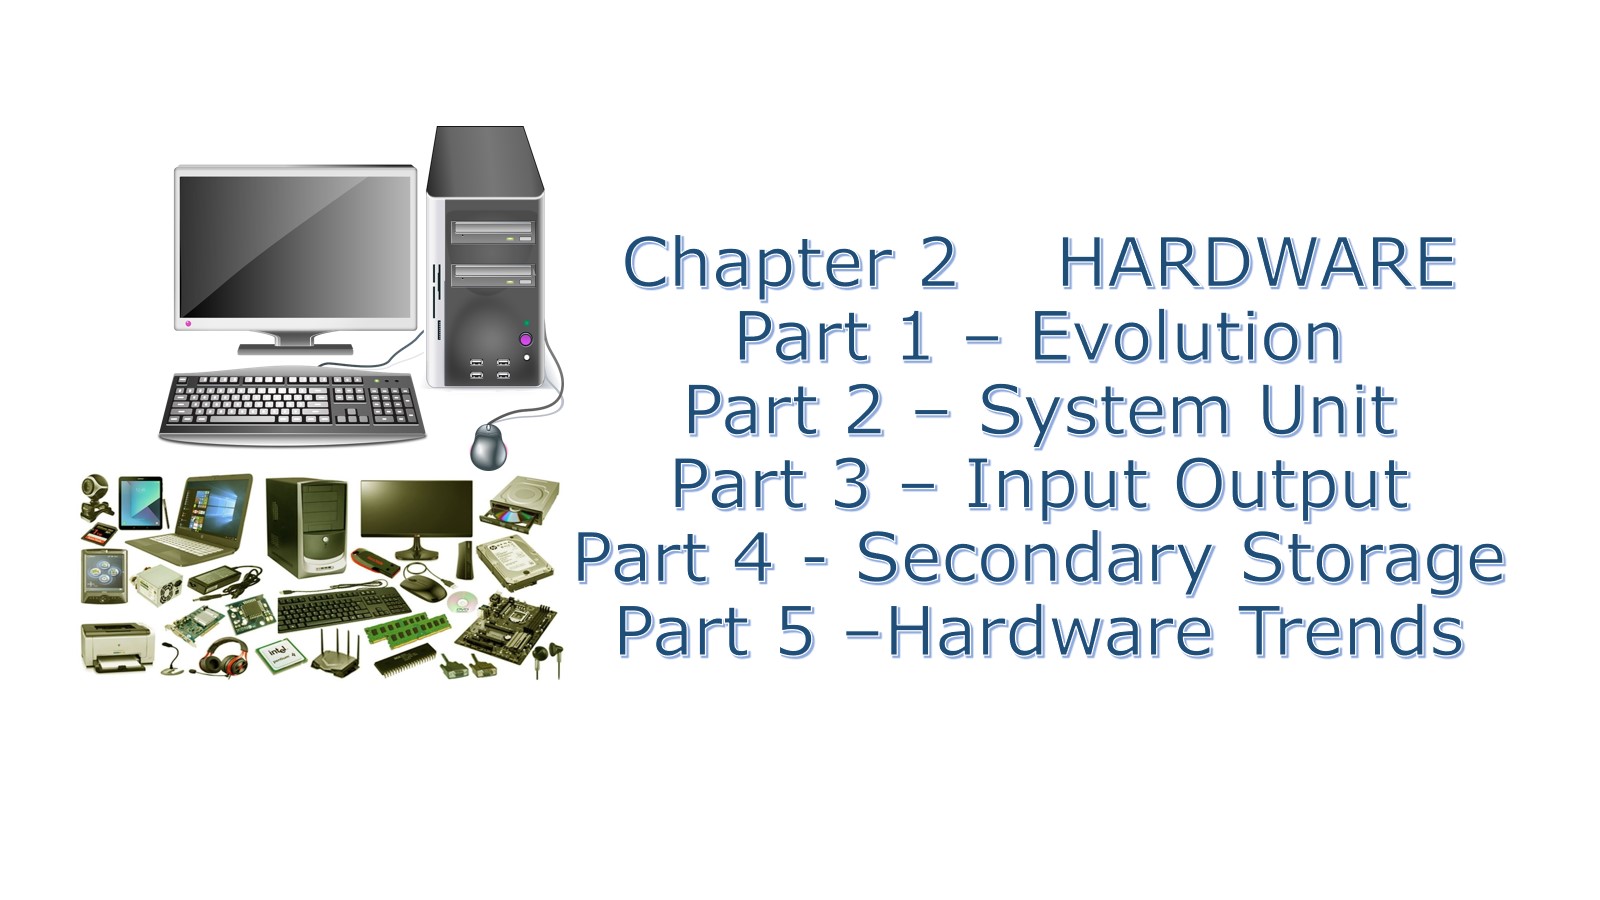 Chapter 2 HARDWARE
Part 1 – Evolution
Part 2 – System Unit
Part 3 – Input Output
Part 4 - Secondary Storage
Part 5 –Hardware Trends
intel